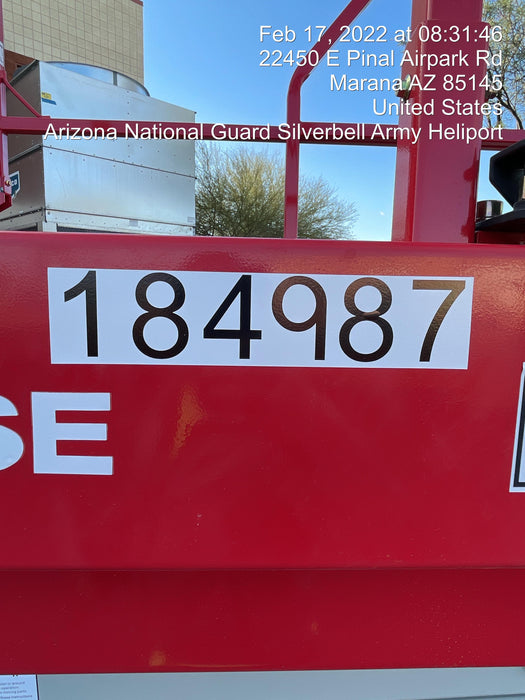 Feb 17, 2022 at 08:31:46
22450 E Pinal Airpark Rd
Marana AZ 85145
United States
Arizona National Guard Silverbell Army Heliport
184987
SE